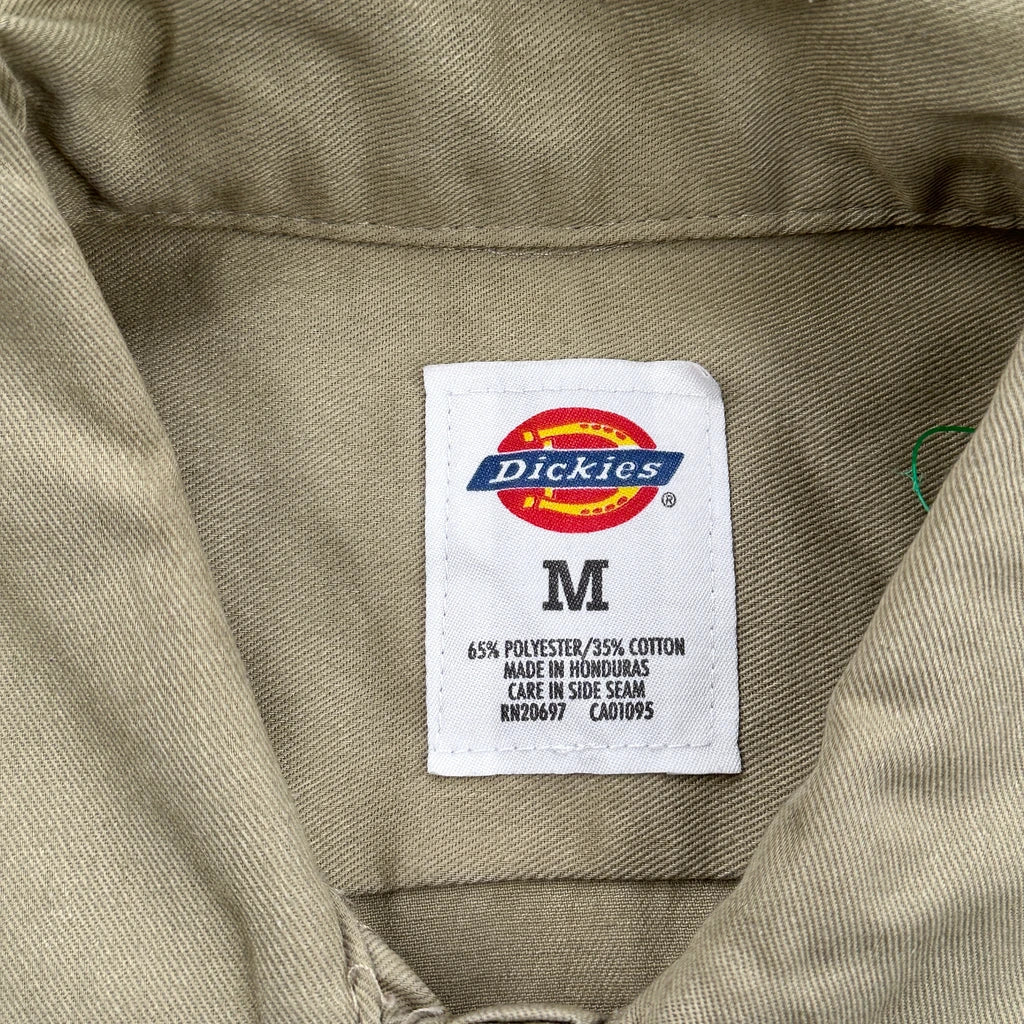 Dickies
®
M
65% POLYESTER/35% COTTON
MADE IN HONDURAS
CARE IN SIDE SEAM
RN20697 CA01095